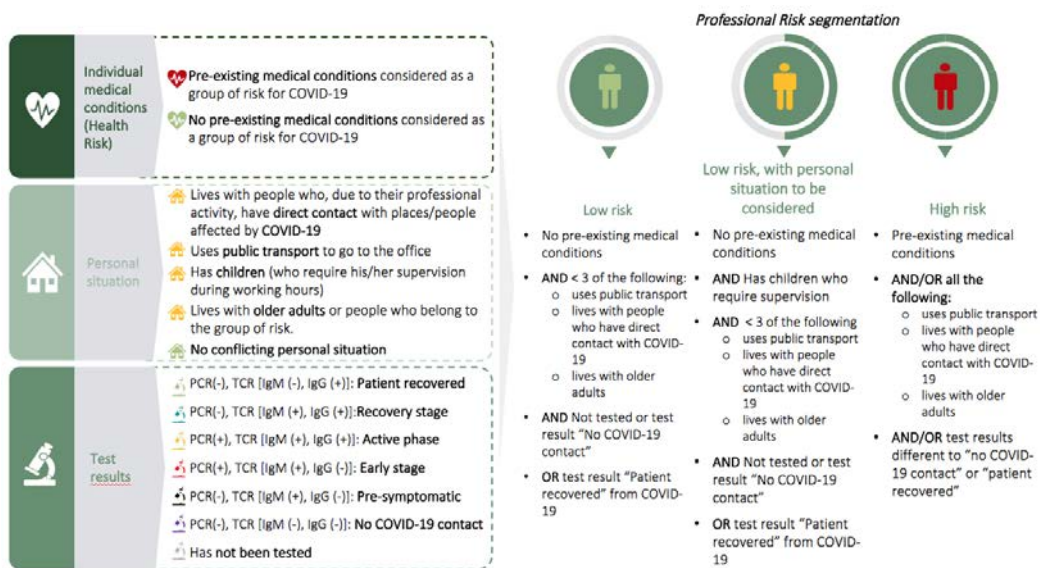 Individual
medical
conditions
(Health
Risk)
Pre-existing medical conditions considered as a
group of risk for COVID-19
No pre-existing medical conditions considered as
a group of risk for COVID-19
Personal
situation
Lives with people who, due to their professional
activity, have direct contact with places/people
affected by COVID-19
Uses public transport to go to the office
Has children (who require his/her supervision
during working hours)
Lives with older adults or people who belong to
the group of risk.
No conflicting personal situation
Test
results
PCR(-), TCR [IgM (-), IgG (+)]: Patient recovered
PCR(-), TCR [IgM (+), IgG (+)]:Recovery stage
PCR(+), TCR [IgM (+), IgG (+)]: Active phase
PCR(+), TCR [IgM (+), IgG (-)]: Early stage
PCR(-), TCR [IgM (+), IgG (-)]: Pre-symptomatic
PCR(-), TCR [IgM (-), IgG (-)]: No COVID-19 contact
Has not been tested
Professional Risk segmentation
Low risk
• No pre-existing medical
conditions
• AND < 3 of the following:
o uses public transport
o lives with people
who have direct
contact with COVID-
19
o lives with older
adults
• AND Not tested or test
result "No COVID-19
contact"
• OR test result "Patient
recovered" from COVID-
19
Low risk, with personal
situation to be
considered
• No pre-existing medical
conditions
• AND Has children who
require supervision
• AND < 3 of the following
o uses public transport
o lives with people
who have direct
contact with COVID-
19
o lives with older
adults
• AND Not tested or test
result "No COVID-19
contact"
• OR test result "Patient
recovered" from COVID-
19
High risk
• Pre-existing medical
conditions
• AND/OR all the
following:
o uses public transport
o lives with people
who have direct
contact with COVID-
19
o lives with older
adults
• AND/OR test results
different to "no COVID-
19 contact" or "patient
recovered"